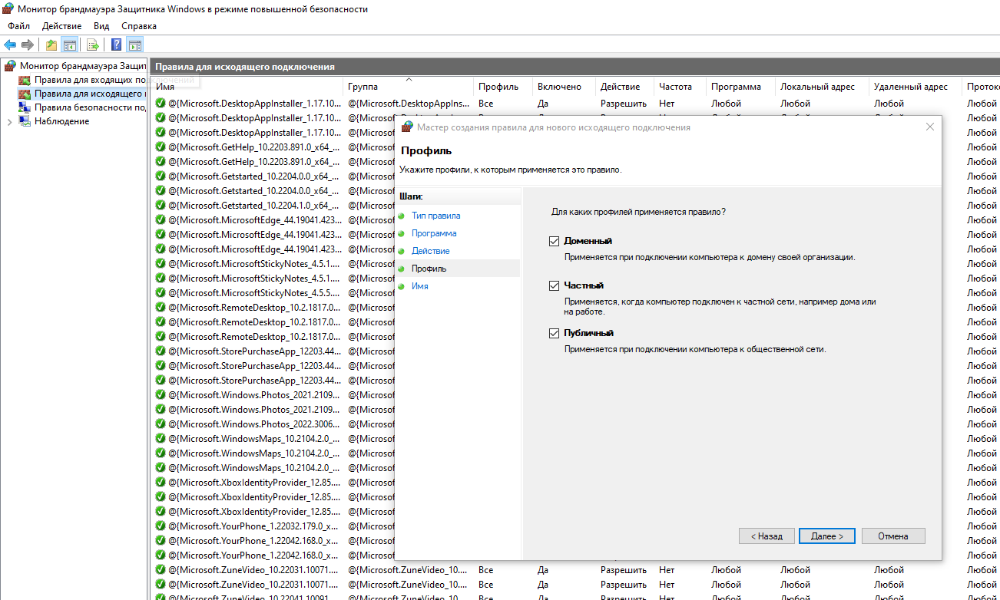 Монитор брандмауэра Защитника Windows в режиме повышенной безопасности
Файл Действие Вид Справка
Монитор брандмауэра Защит
Правила для входящих по
Правила для исходящего
Правила безопасности по
Наблюдение
Правила для исходящего подключения
Имя Группа Профиль Включено Действие Частота Программа Локальный адрес Удаленный адрес Проток
@{Microsoft.DesktopAppInstaller_1.17.10... @{Microsoft.DesktopAppIns... Все Да Разрешить Нет Любой Любой Любой Любой
@{Microsoft.DesktopAppInstaller_1.17.10... @{Microsof Любой
@{Microsoft.DesktopAppInstaller_1.17.10... @{Microsof Любой
@{Microsoft.GetHelp_10.2203.891.0_x64_... @{Microsof Любой
@{Microsoft.GetHelp_10.2203.891.0_x64_... @{Microsof Любой
@{Microsoft.Getstarted_10.2204.0.0_x64_... @{Microsof Любой
@{Microsoft.Getstarted_10.2204.0.0_x64_... @{Microsof Любой
@{Microsoft.Getstarted_10.2204.1.0_x64_... @{Microsof Любой
@{Microsoft.MicrosoftEdge_44.19041.423... @{Microsof Любой
@{Microsoft.MicrosoftEdge_44.19041.423... @{Microsof Любой
@{Microsoft.MicrosoftEdge_44.19041.423... @{Microsof Любой
@{Microsoft.MicrosoftStickyNotes_4.5.1.... @{Microsof Любой
@{Microsoft.MicrosoftStickyNotes_4.5.1.... @{Microsof Любой
@{Microsoft.MicrosoftStickyNotes_4.5.5.... @{Microsof Любой
@{Microsoft.RemoteDesktop_10.2.1817.0... @{Microsof Любой
@{Microsoft.RemoteDesktop_10.2.1817.0... @{Microsof Любой
@{Microsoft.RemoteDesktop_10.2.1817.0... @{Microsof Любой
@{Microsoft.StorePurchaseApp_12203.44... @{Microsof Любой
@{Microsoft.StorePurchaseApp_12203.44... @{Microsof Любой
@{Microsoft.StorePurchaseApp_12203.44... @{Microsof Любой
@{Microsoft.Windows.Photos_2021.2109... @{Microsof Любой
@{Microsoft.Windows.Photos_2021.2109... @{Microsof Любой
@{Microsoft.Windows.Photos_2022.3006... @{Microsof Любой
@{Microsoft.WindowsMaps_10.2104.2.0_... @{Microsof Любой
@{Microsoft.WindowsMaps_10.2104.2.0_... @{Microsof Любой
@{Microsoft.WindowsMaps_10.2104.2.0_... @{Microsof Любой
@{Microsoft.XboxIdentityProvider_12.85.... @{Microsof Любой
@{Microsoft.XboxIdentityProvider_12.85.... @{Microsof Любой
@{Microsoft.XboxIdentityProvider_12.85.... @{Microsof Любой
@{Microsoft.YourPhone_1.22032.179.0_x... @{Microsof Любой
@{Microsoft.YourPhone_1.22042.168.0_x... @{Microsof Любой
@{Microsoft.YourPhone_1.22042.168.0_x... @{Microsof Любой
@{Microsoft.ZuneVideo_10.22031.10071.... @{Microsoft.ZuneVideo_10.... Все Да Разрешить Нет Любой Любой Любой Любой
@{Microsoft.ZuneVideo_10.22031.10071.... @{Microsoft.ZuneVideo_10.... Все Да Разрешить Нет Любой Любой Любой Любой
@{Microsoft.ZuneVideo_10.22041.10091.... @{Microsoft.ZuneVideo_10.... Все Да Разрешить Нет Любой Любой Любой Любой
Мастер создания правила для нового исходящего подключения
Профиль
Укажите профили, к которым применяется это правило.
Шаги:
Тип правила
Программа
Действие
Профиль
Имя
Для каких профилей применяется правило?
Доменный
Применяется при подключении компьютера к домену своей организации.
Частный
Применяется, когда компьютер подключен к частной сети, например дома или
на работе.
Публичный
Применяется при подключении компьютера к общественной сети.
< Назад Далее > Отмена